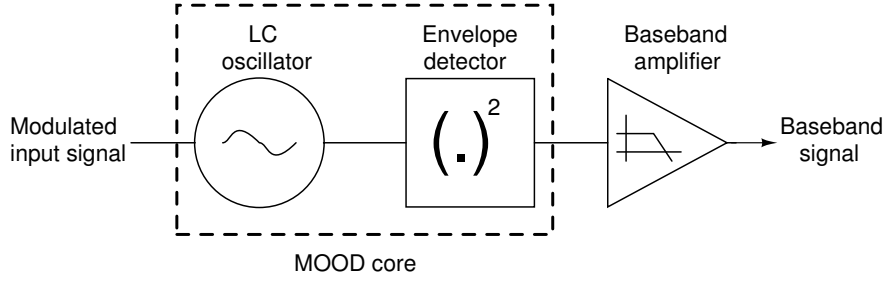 LC
oscillator
Envelope
detector
Baseband
amplifier
Modulated
input signal
(.)²
Baseband
signal
MOOD core